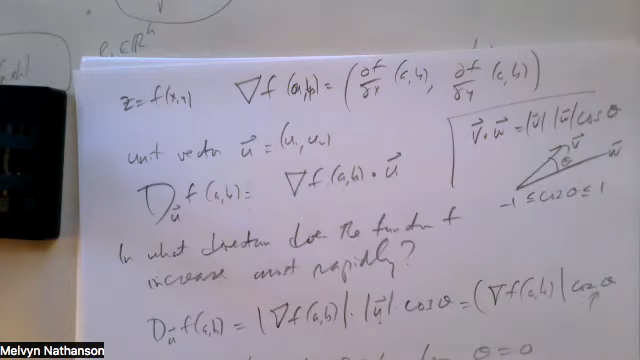 z = f(x,y) ∇f(a,b) = (∂f/∂x (a,b), ∂f/∂y (a,b))
unit vector u⃗ = (u₁, u₂)
D_u⃗ f(a,b) = ∇f(a,b) · u⃗
v⃗ · w⃗ = |v⃗| |w⃗| cos θ
v⃗
θ
w⃗
-1 ≤ cos θ ≤ 1
In what direction does the function f
increase most rapidly?
D_u⃗ f(a,b) = |∇f(a,b)| · |u⃗| · cos θ = |∇f(a,b)| cos θ
θ = 0
Melvyn Nathanson